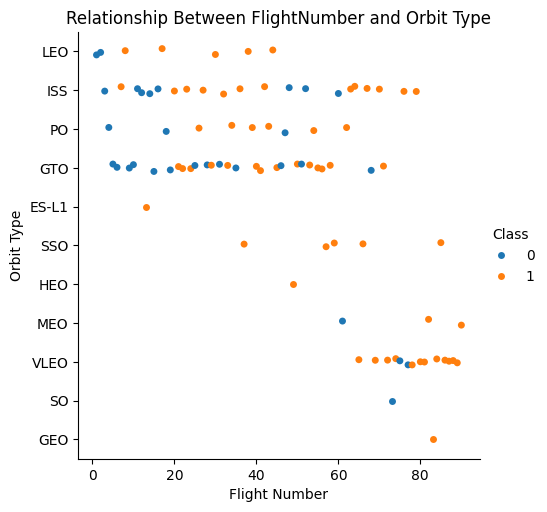 Relationship Between FlightNumber and Orbit Type
LEO
ISS
PO
GTO
ES-L1
SSO
HEO
MEO
VLEO
SO
GEO
Orbit Type
0
20
40
60
80
Flight Number
Class
0
1